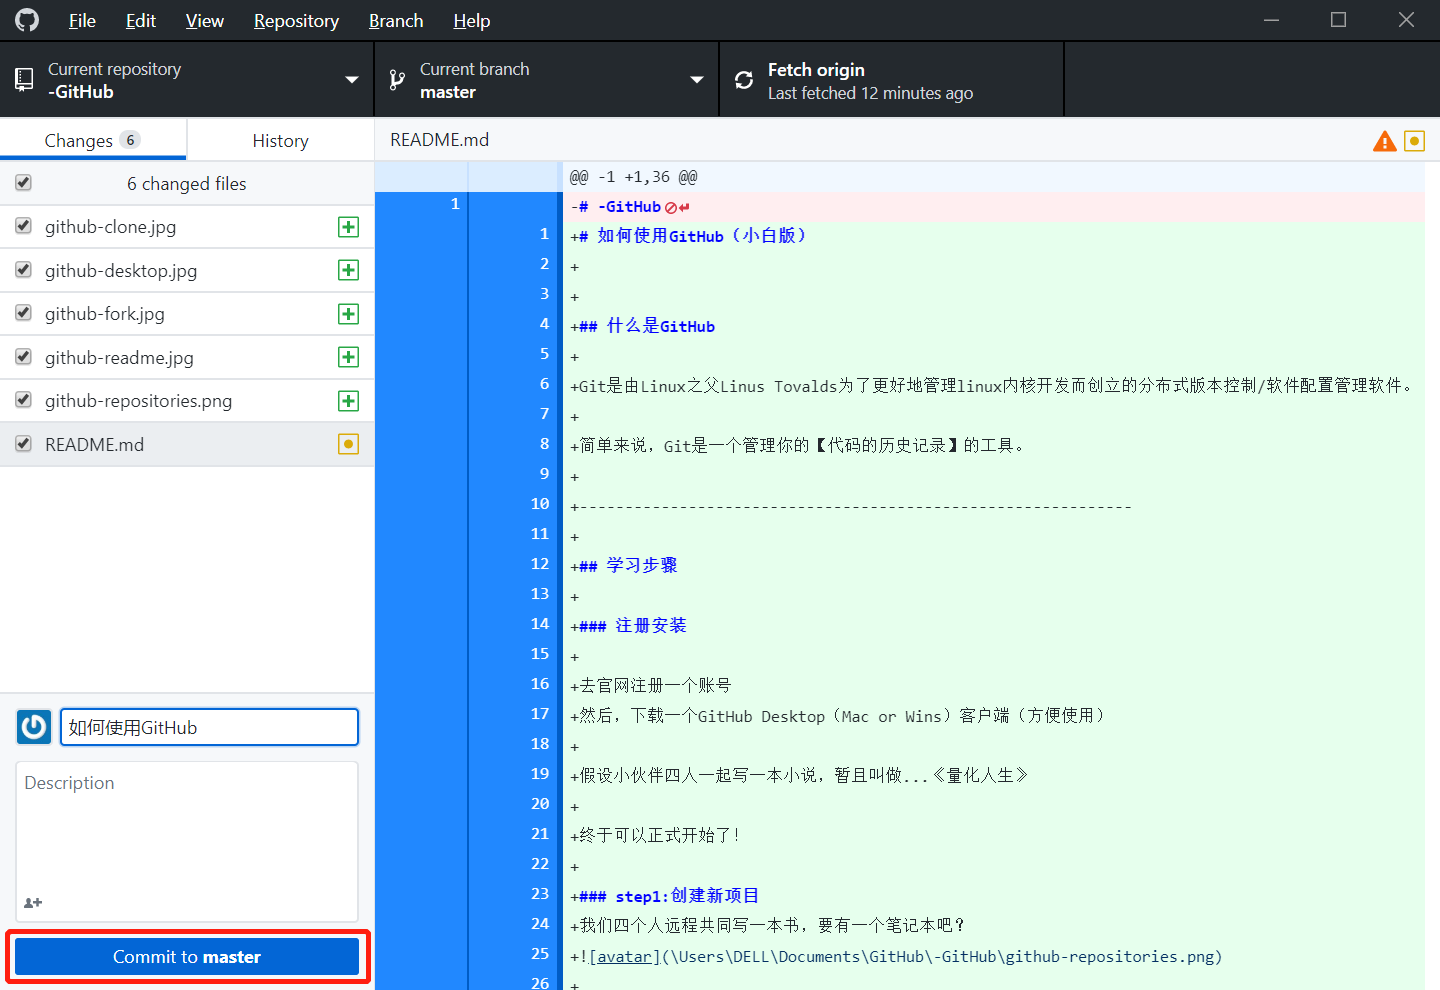 File Edit View Repository Branch Help
Current repository
-GitHub
Current branch
master
Fetch origin
Last fetched 12 minutes ago
Changes 6
History
README.md
6 changed files
github-clone.jpg
github-desktop.jpg
github-fork.jpg
github-readme.jpg
github-repositories.png
README.md
如何使用GitHub
Description
Commit to master
@@ -1 +1,36 @@
1 -# -GitHub
1 +# 如何使用GitHub（小白版）
2 +
3 +
4 +## 什么是GitHub
5 +
6 +Git是由Linux之父Linus Tovalds为了更好地管理linux内核开发而创立的分布式版本控制/软件配置管理软件。
7 +
8 +简单来说，Git是一个管理你的【代码的历史记录】的工具。
9 +
10 +-------------------------------------------------------------
11 +
12 +## 学习步骤
13 +
14 +### 注册安装
15 +
16 +去官网注册一个账号
17 +然后，下载一个GitHub Desktop（Mac or Wins）客户端（方便使用）
18 +
19 +假设小伙伴四人一起写一本小说，暂且叫做...《量化人生》
20 +
21 +终于可以正式开始了！
22 +
23 +### step1:创建新项目
24 +我们四个人远程共同写一本书，要有一个笔记本吧？
25 +![avatar](\Users\DELL\Documents\GitHub\-GitHub\github-repositories.png)
26 +